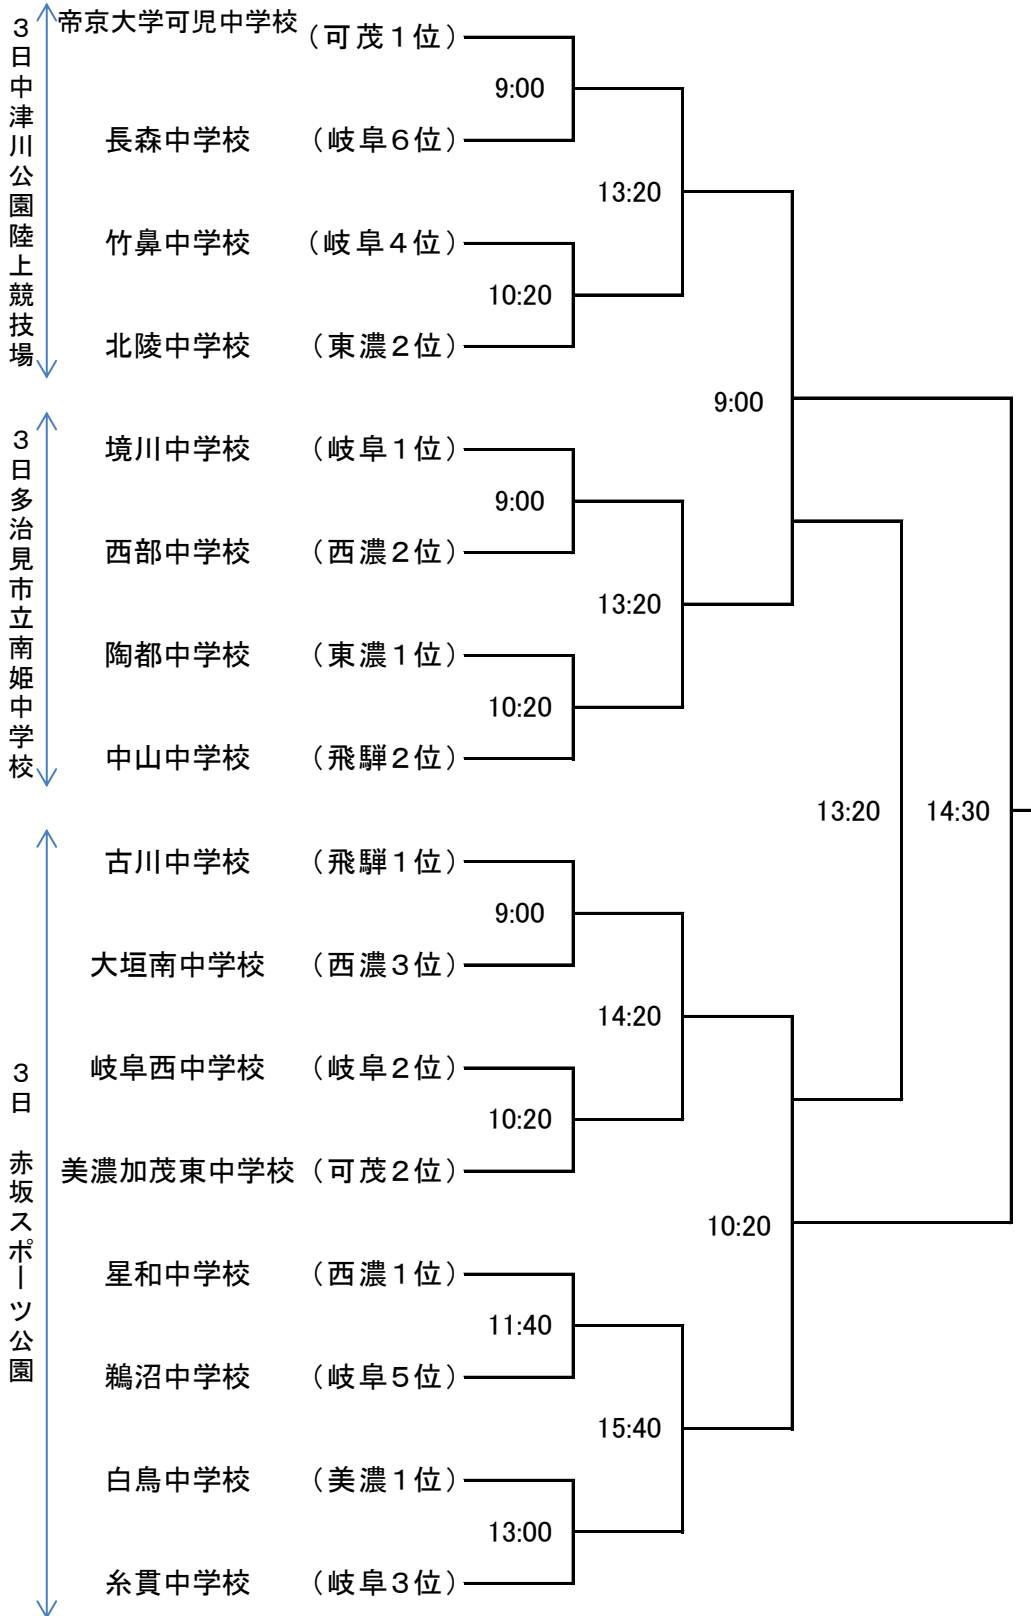 3日中津川公園陸上競技場
帝京大学可児中学校 (可茂1位)
9:00
長森中学校 (岐阜6位)
13:20
竹鼻中学校 (岐阜4位)
10:20
北陵中学校 (東濃2位)
9:00
3日多治見市立南姫中学校
境川中学校 (岐阜1位)
9:00
西部中学校 (西濃2位)
13:20
陶都中学校 (東濃1位)
10:20
中山中学校 (飛騨2位)
13:20 14:30
3日 赤坂スポーツ公園
古川中学校 (飛騨1位)
9:00
大垣南中学校 (西濃3位)
14:20
岐阜西中学校 (岐阜2位)
10:20
美濃加茂東中学校 (可茂2位)
10:20
星和中学校 (西濃1位)
11:40
鵜沼中学校 (岐阜5位)
15:40
白鳥中学校 (美濃1位)
13:00
糸貫中学校 (岐阜3位)